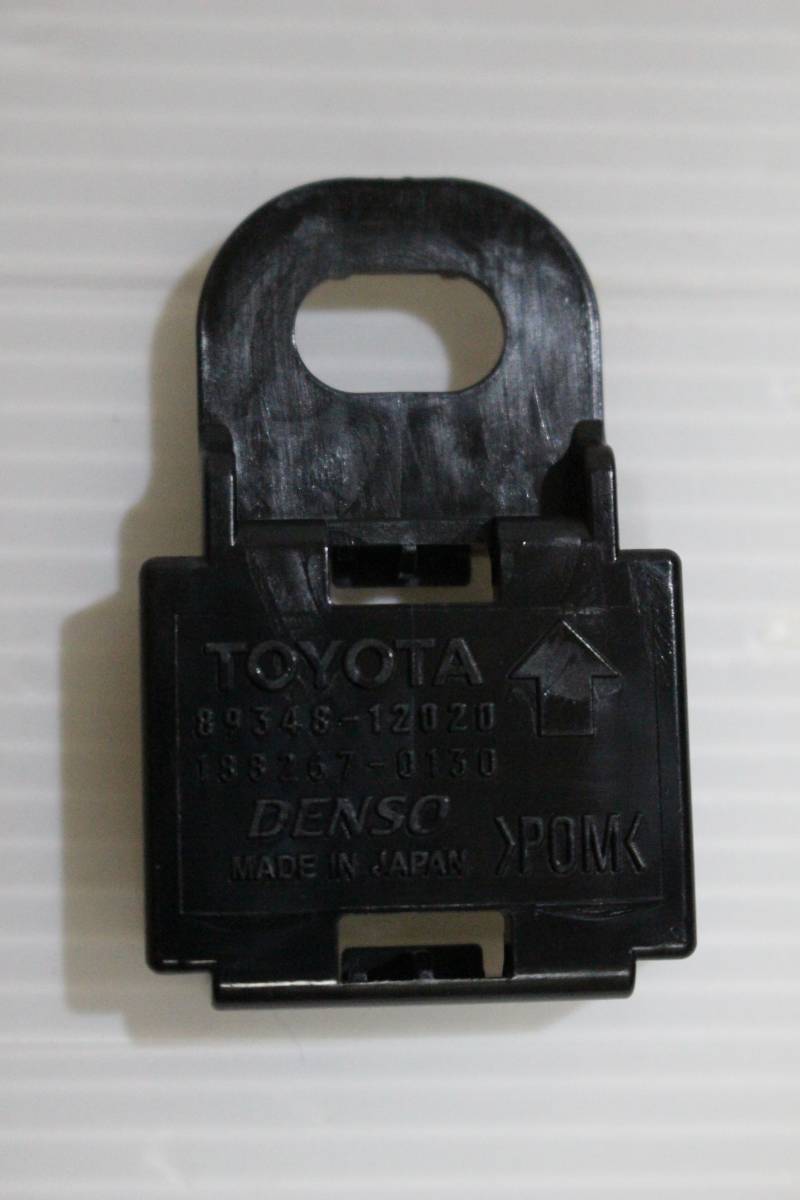 TOYOTA
89348-12020
188267-0130
DENSO
MADE IN JAPAN
>POM<